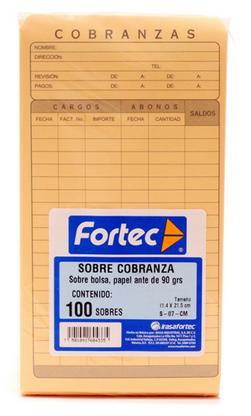 COBRANZAS
NOMBRE:
DIRECCION:
TEL:
REVISIÓN: DE: A: DE: A:
PAGOS: DE: A: DE: A:
CARGOS ABONOS SALDOS
FECHA FACT. No. IMPORTE FECHA CANTIDAD
Fortec
SOBRE COBRANZA
Sobre bolsa, papel ante de 90 grs
CONTENIDO:
100 SOBRES
Tamaño
11.4 X 21.5 cm
S-07-CM
irasafortec